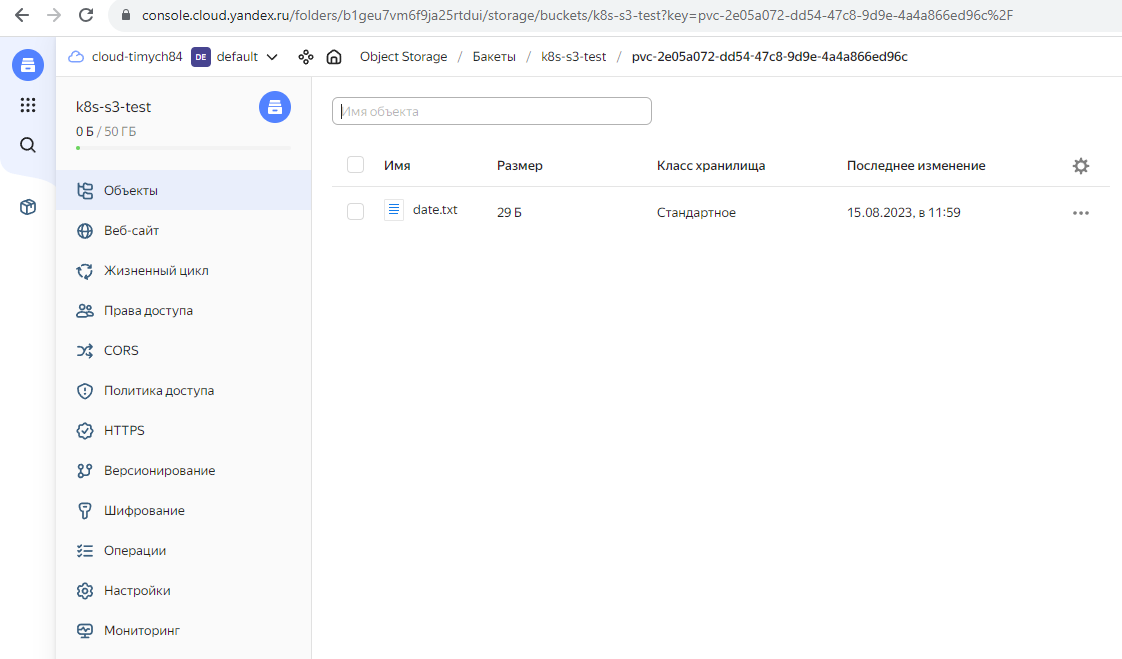 console.cloud.yandex.ru/folders/b1geu7vm6f9ja25rtdui/storage/buckets/k8s-s3-test?key=pvc-2e05a072-dd54-47c8-9d9e-4a4a866ed96c%2F
cloud-timych84 DE default Object Storage / Бакеты / k8s-s3-test / pvc-2e05a072-dd54-47c8-9d9e-4a4a866ed96c
k8s-s3-test
0 Б / 50 ГБ
Объекты
Веб-сайт
Жизненный цикл
Права доступа
CORS
Политика доступа
HTTPS
Версионирование
Шифрование
Операции
Настройки
Мониторинг
Имя объекта
Имя Размер Класс хранилища Последнее изменение
date.txt 29 Б Стандартное 15.08.2023, в 11:59